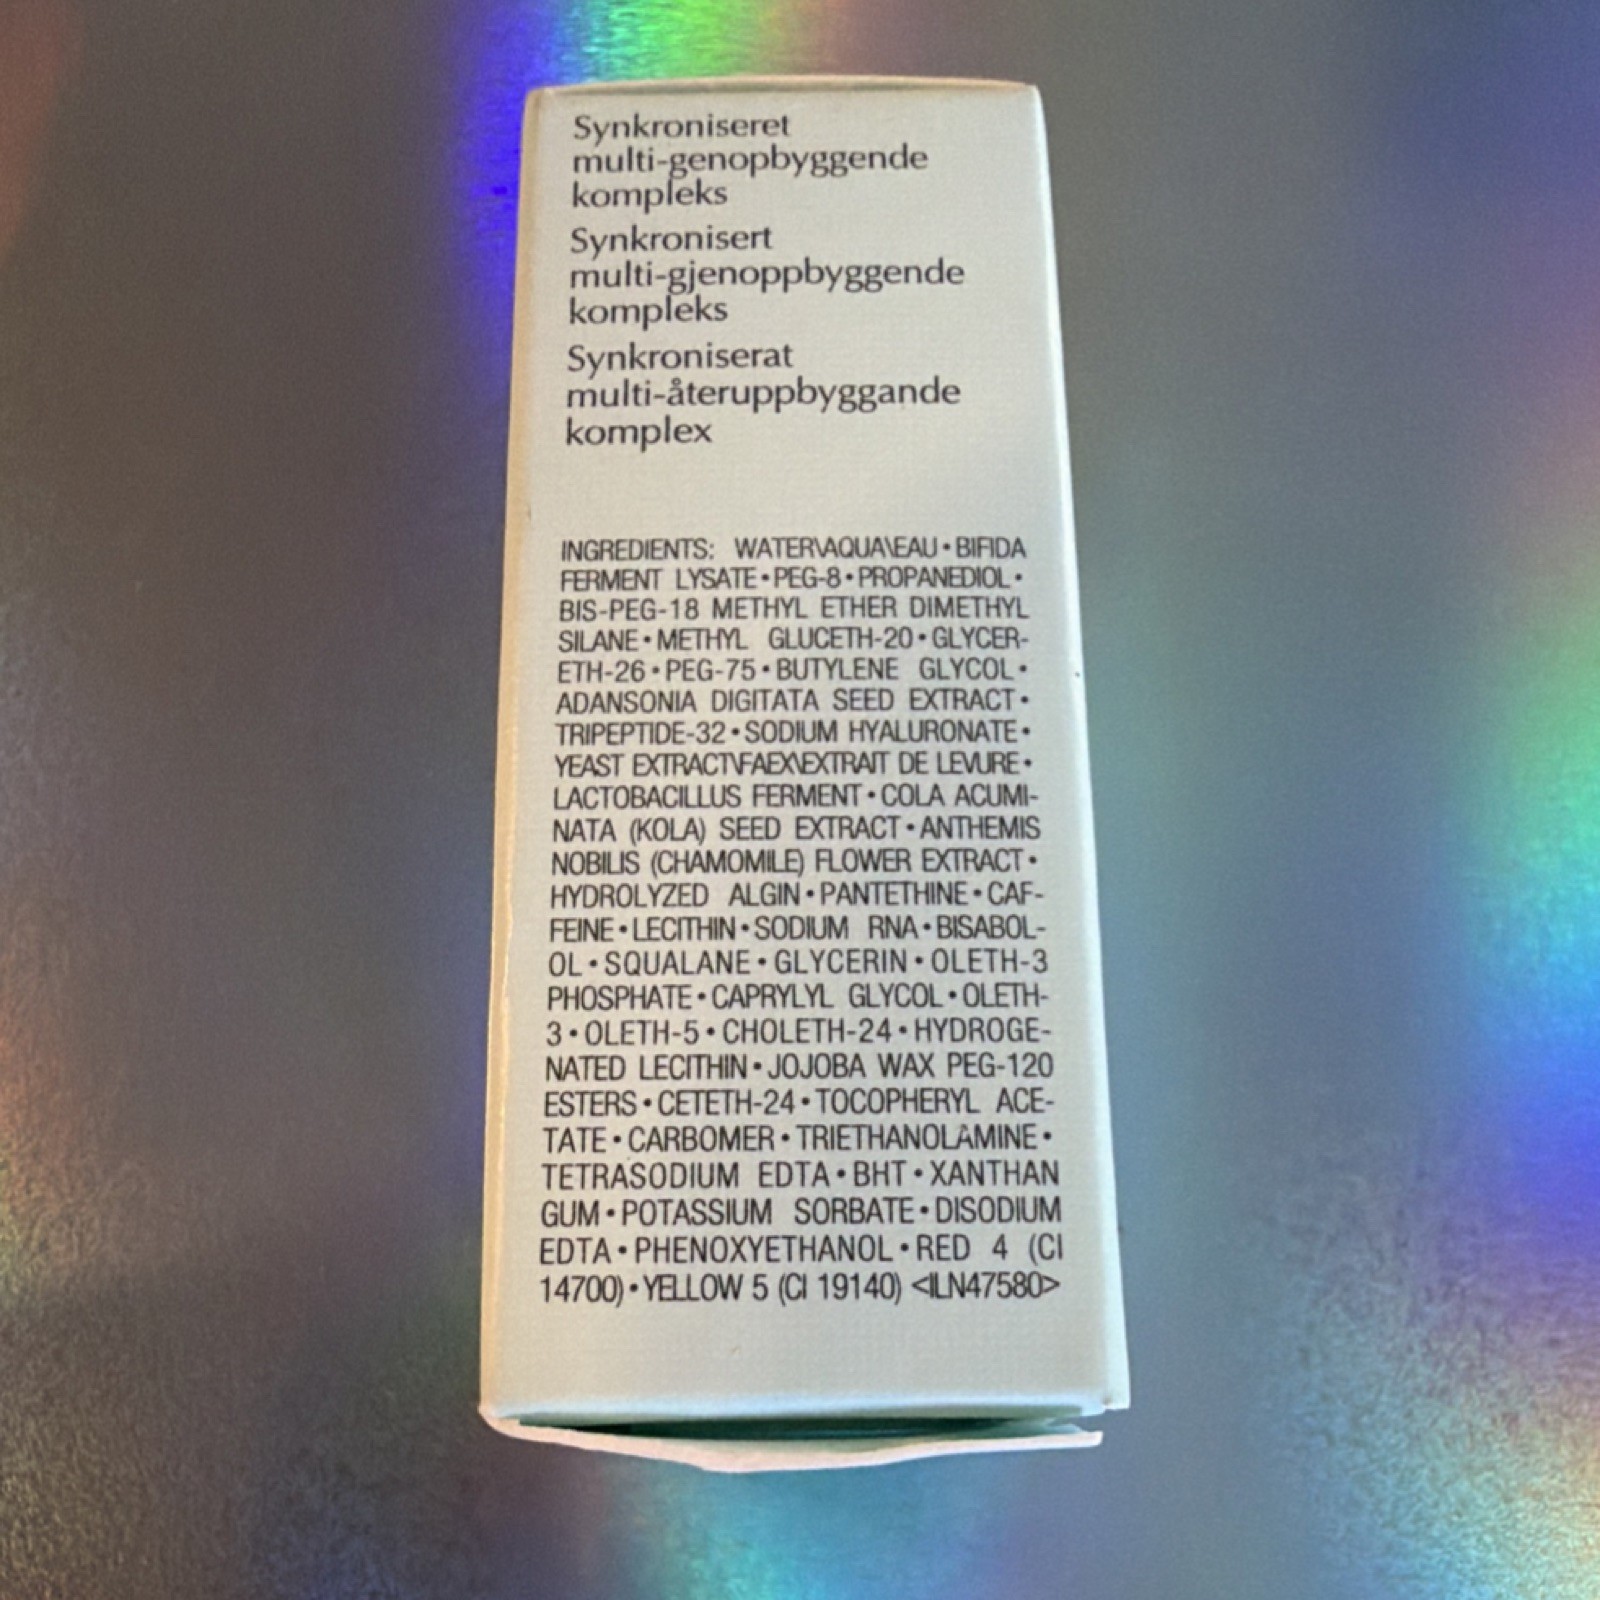 Synkroniseret
multi-genopbyggende
kompleks
Synkronisert
multi-gjenoppbyggende
kompleks
Synkroniserat
multi-återuppbyggande
komplex
INGREDIENTS: WATER\AQUA\EAU • BIFIDA
FERMENT LYSATE • PEG-8 • PROPANEDIOL •
BIS-PEG-18 METHYL ETHER DIMETHYL
SILANE • METHYL GLUCETH-20 • GLYCER-
ETH-26 • PEG-75 • BUTYLENE GLYCOL •
ADANSONIA DIGITATA SEED EXTRACT •
TRIPEPTIDE-32 • SODIUM HYALURONATE •
YEAST EXTRACT\FAEX\EXTRAIT DE LEVURE •
LACTOBACILLUS FERMENT • COLA ACUMI-
NATA (KOLA) SEED EXTRACT • ANTHEMIS
NOBILIS (CHAMOMILE) FLOWER EXTRACT •
HYDROLYZED ALGIN • PANTETHINE • CAF-
FEINE • LECITHIN • SODIUM RNA • BISABOL-
OL • SQUALANE • GLYCERIN • OLETH-3
PHOSPHATE • CAPRYLYL GLYCOL • OLETH-
3 • OLETH-5 • CHOLETH-24 • HYDROGE-
NATED LECITHIN • JOJOBA WAX PEG-120
ESTERS • CETETH-24 • TOCOPHERYL ACE-
TATE • CARBOMER • TRIETHANOLAMINE •
TETRASODIUM EDTA • BHT • XANTHAN
GUM • POTASSIUM SORBATE • DISODIUM
EDTA • PHENOXYETHANOL • RED 4 (CI
14700) • YELLOW 5 (CI 19140) <ILN47580>